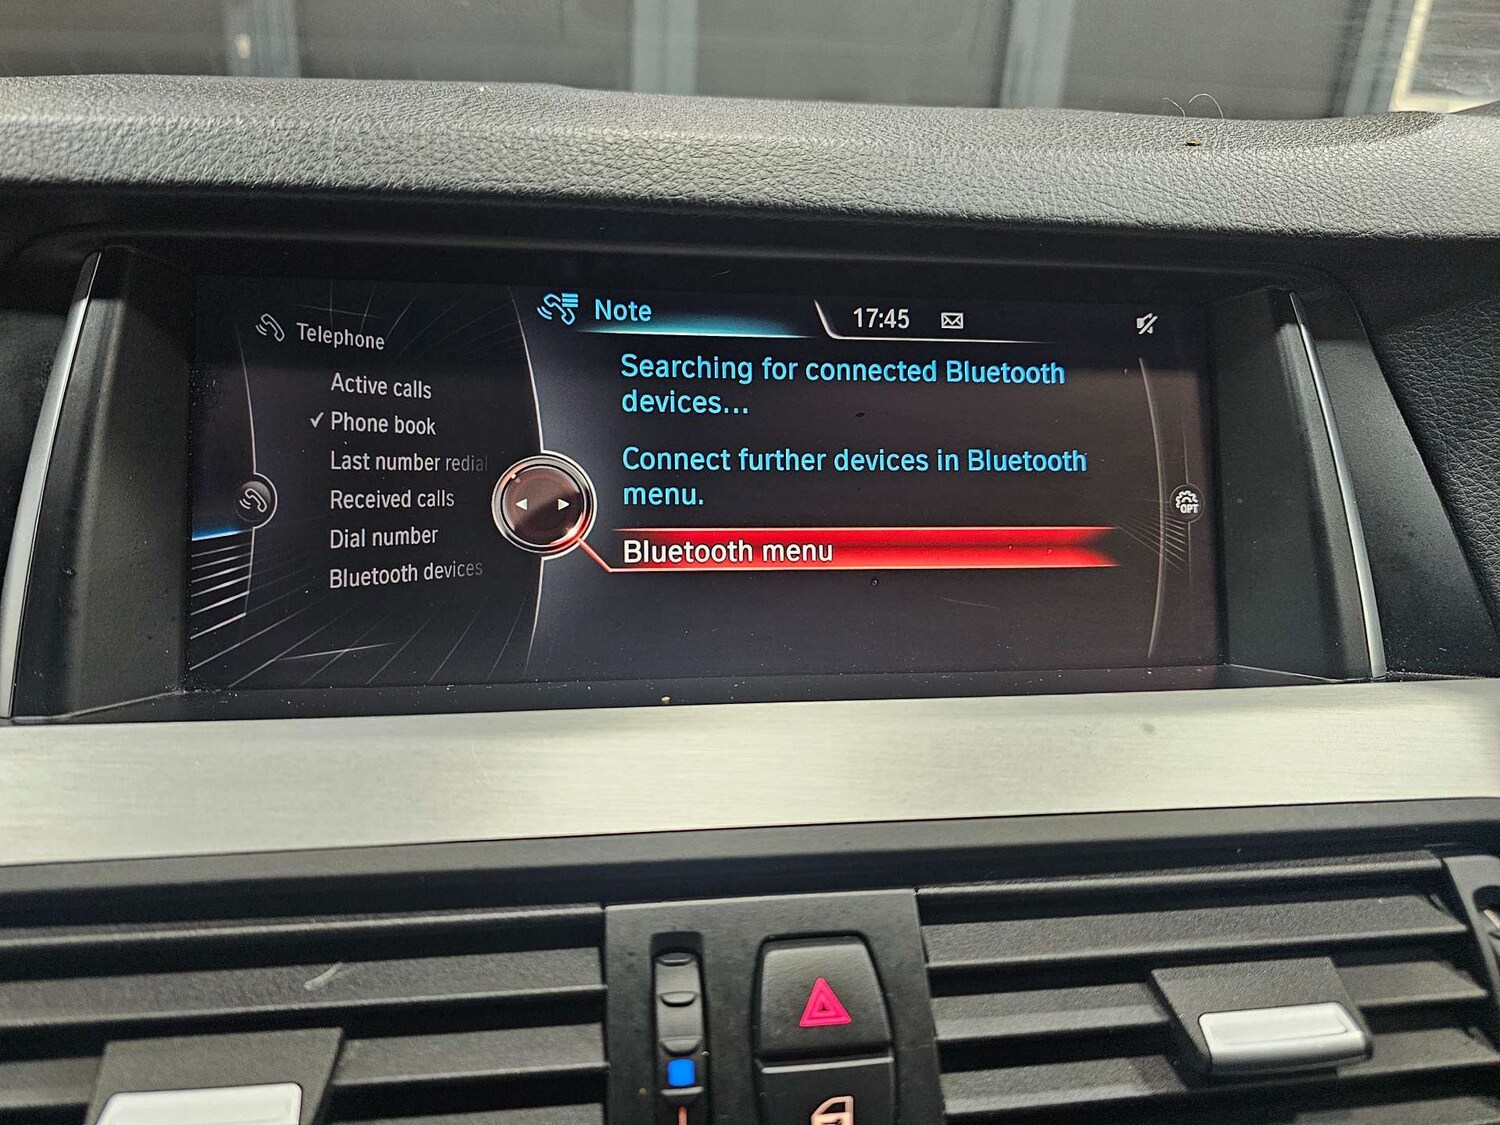 Telephone
Active calls
Phone book
Last number redial
Received calls
Dial number
Bluetooth devices
Note
17:45
Searching for connected Bluetooth
devices...
Connect further devices in Bluetooth
menu.
Bluetooth menu
OPT